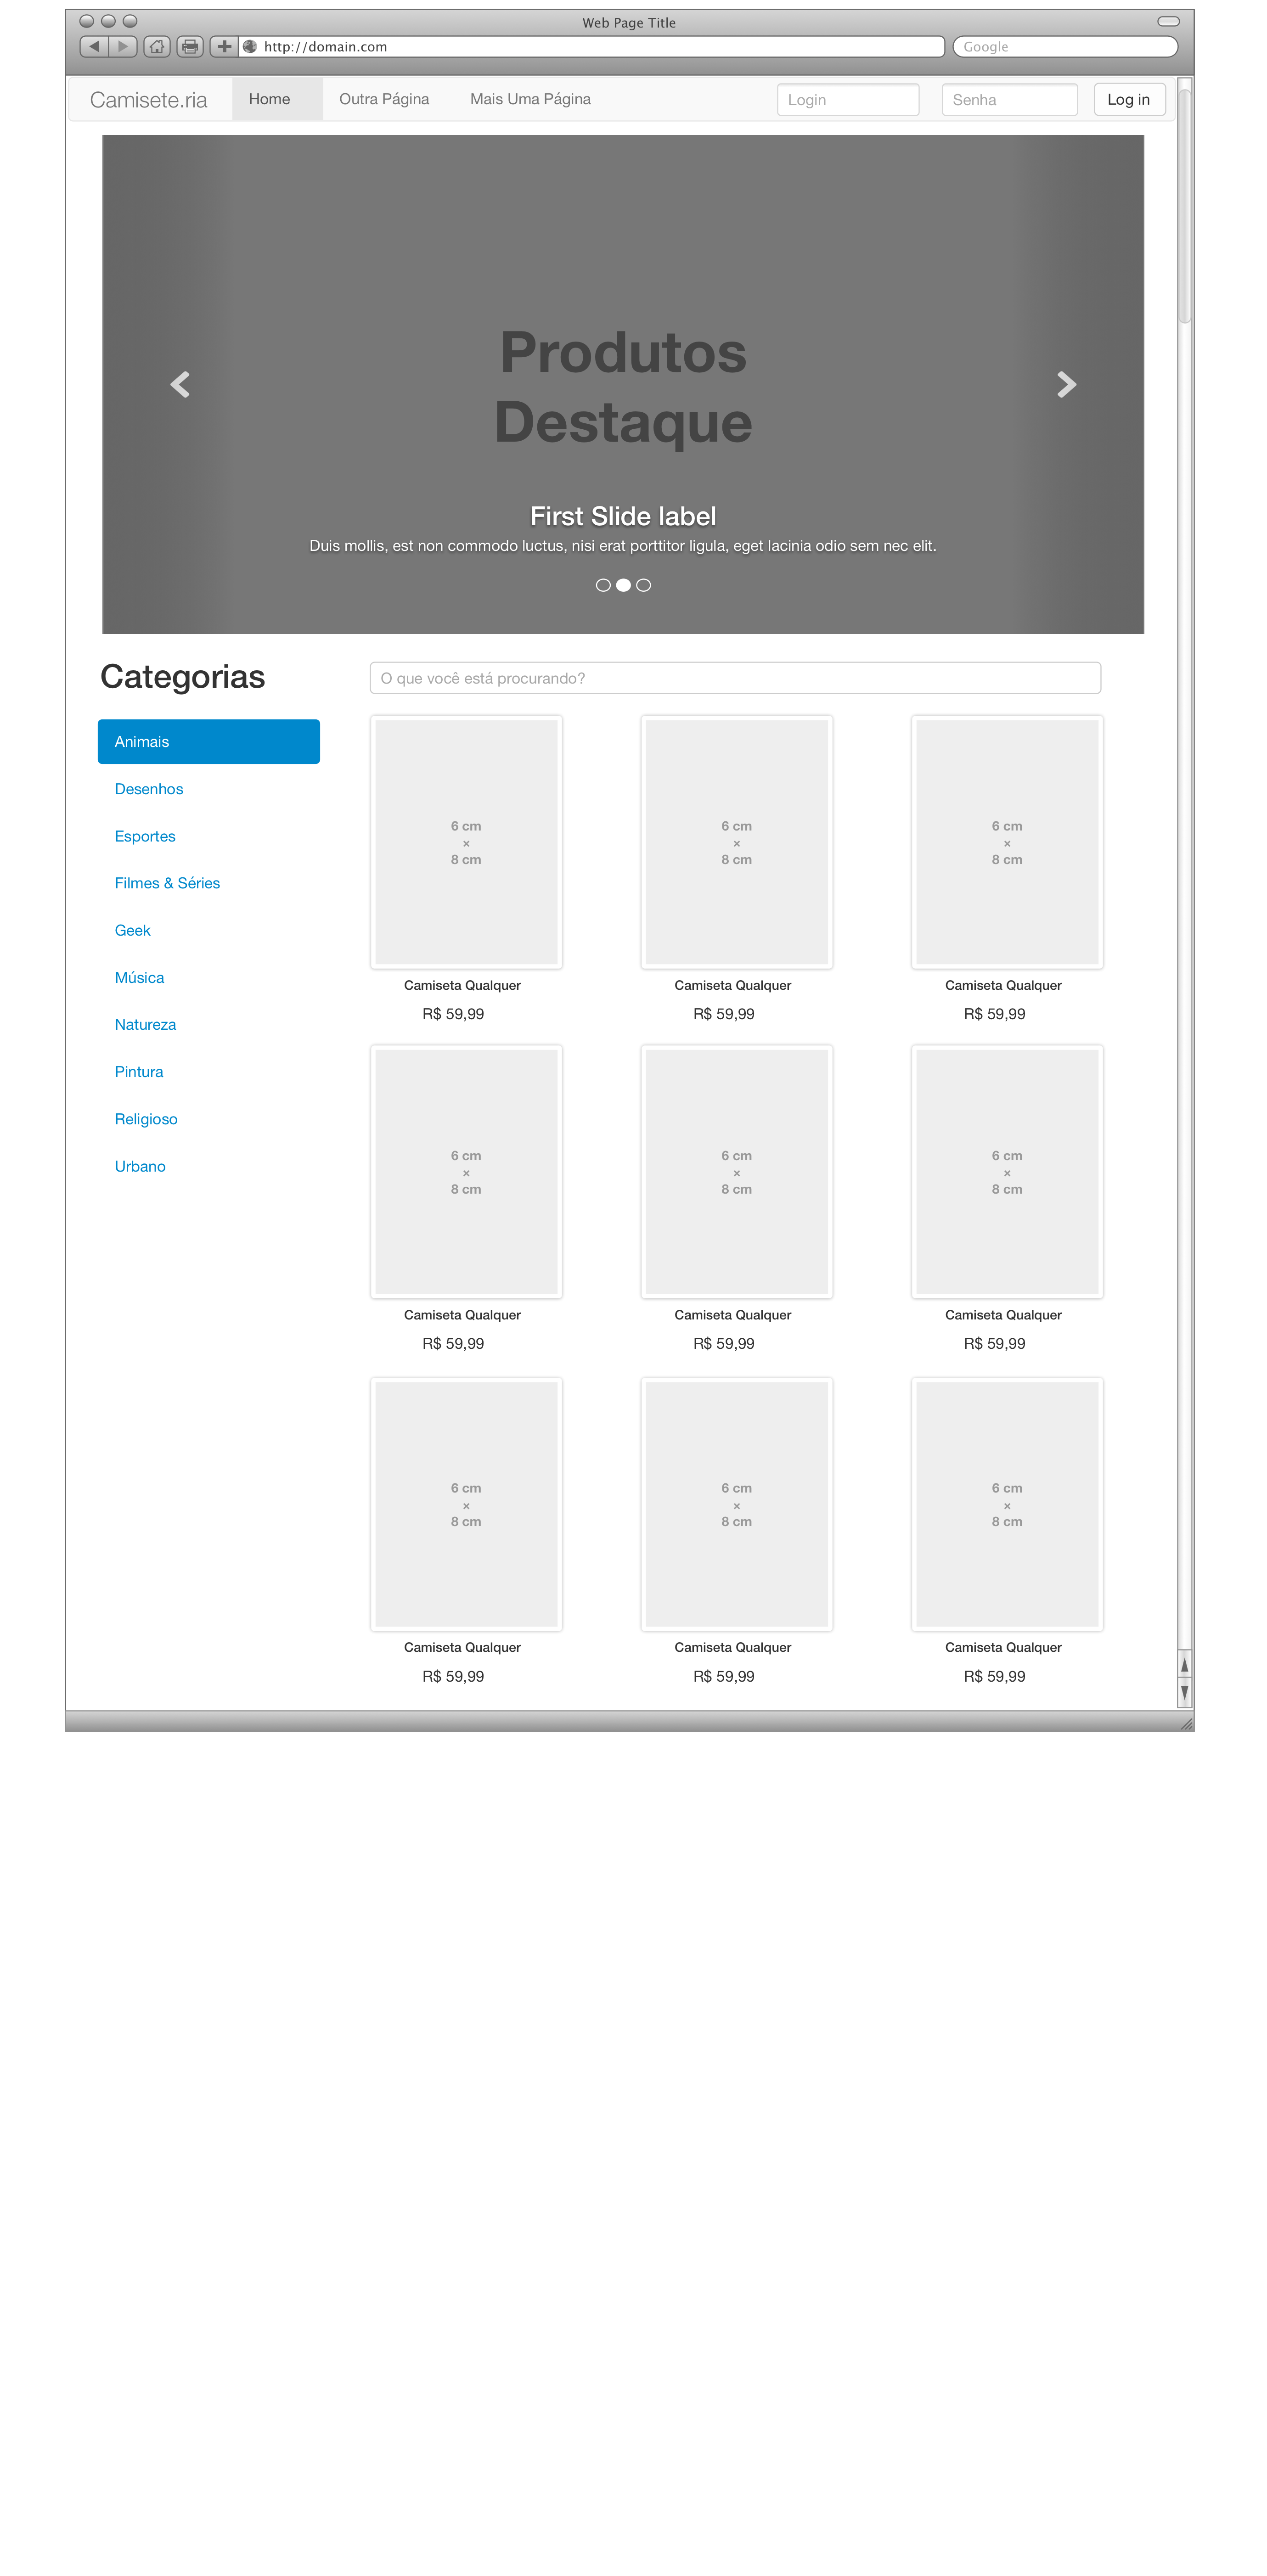 Web Page Title
http://domain.com
Google
Camisete.ria
Home
Outra Página
Mais Uma Página
Login
Senha
Log in
Produtos
Destaque
First Slide label
Duis mollis, est non commodo luctus, nisi erat porttitor ligula, eget lacinia odio sem nec elit.
Categorias
Animais
Desenhos
Esportes
Filmes & Séries
Geek
Música
Natureza
Pintura
Religioso
Urbano
O que você está procurando?
6 cm
×
8 cm
Camiseta Qualquer
R$ 59,99
6 cm
×
8 cm
Camiseta Qualquer
R$ 59,99
6 cm
×
8 cm
Camiseta Qualquer
R$ 59,99
6 cm
×
8 cm
Camiseta Qualquer
R$ 59,99
6 cm
×
8 cm
Camiseta Qualquer
R$ 59,99
6 cm
×
8 cm
Camiseta Qualquer
R$ 59,99
6 cm
×
8 cm
Camiseta Qualquer
R$ 59,99
6 cm
×
8 cm
Camiseta Qualquer
R$ 59,99
6 cm
×
8 cm
Camiseta Qualquer
R$ 59,99